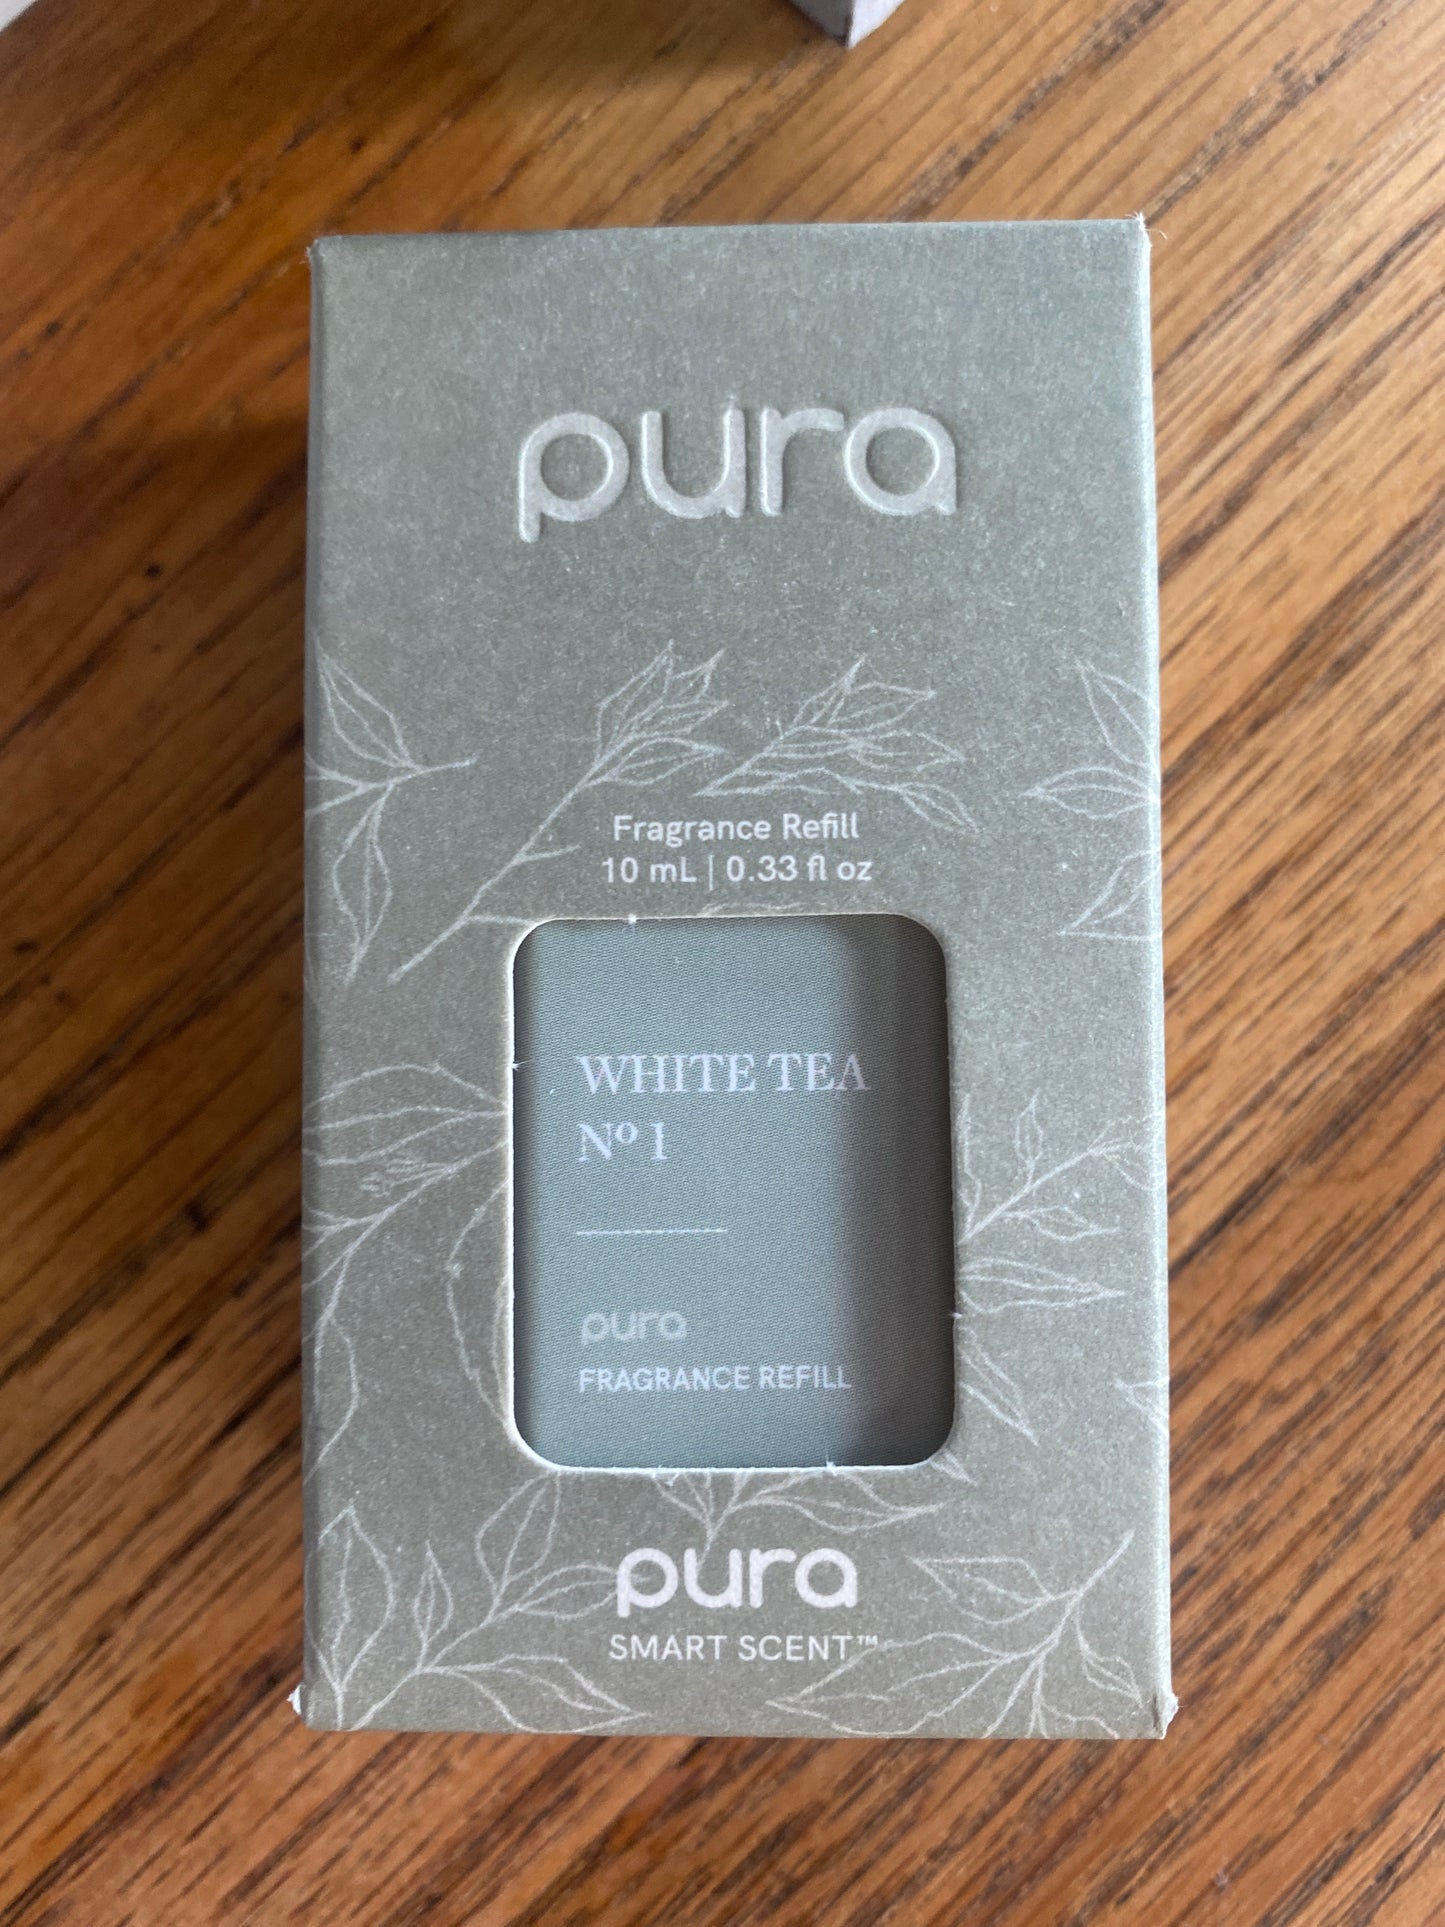 pura
Fragrance Refill
10 mL | 0.33 fl oz
WHITE TEA
Nº 1
pura
FRAGRANCE REFILL
pura
SMART SCENT™